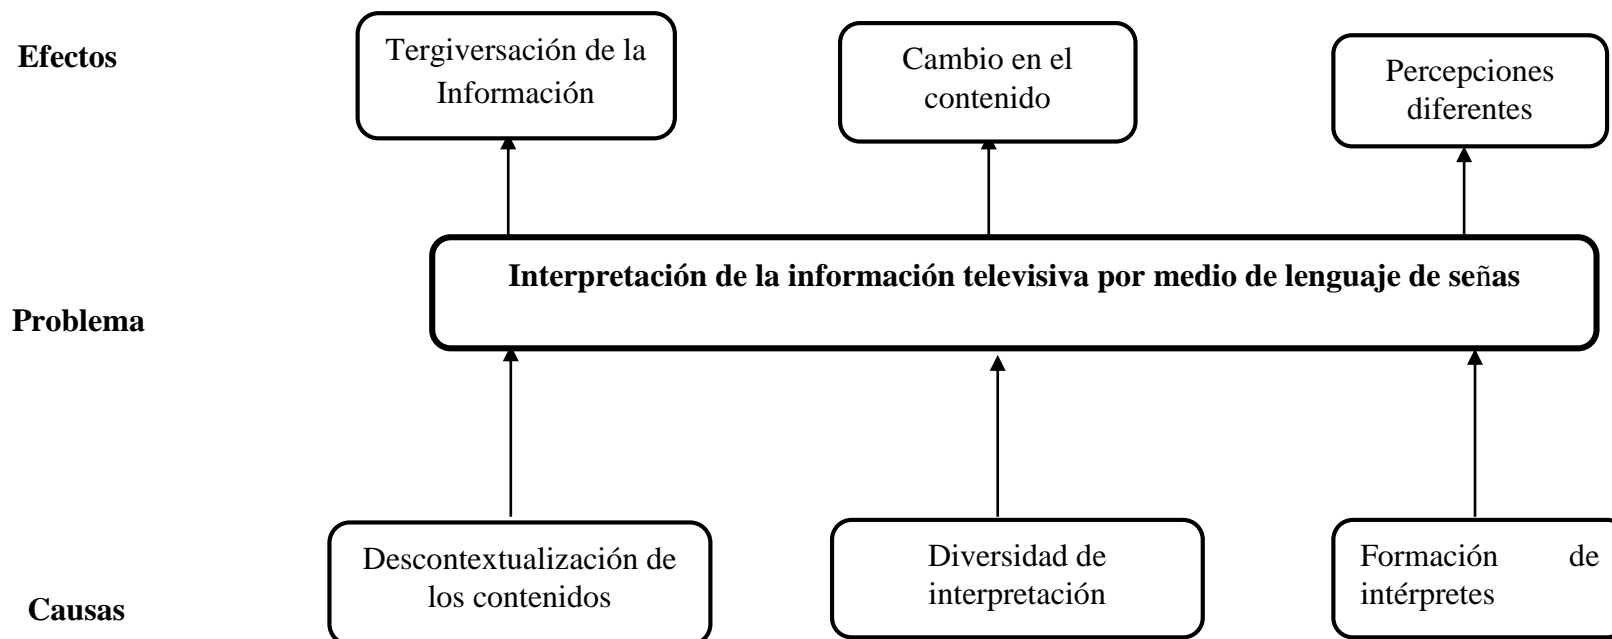 Efectos
Tergiversación de la
Información
Cambio en el
contenido
Percepciones
diferentes
Problema
Interpretación de la información televisiva por medio de lenguaje de señas
Causas
Descontextualización de
los contenidos
Diversidad de
interpretación
Formación de
intérpretes